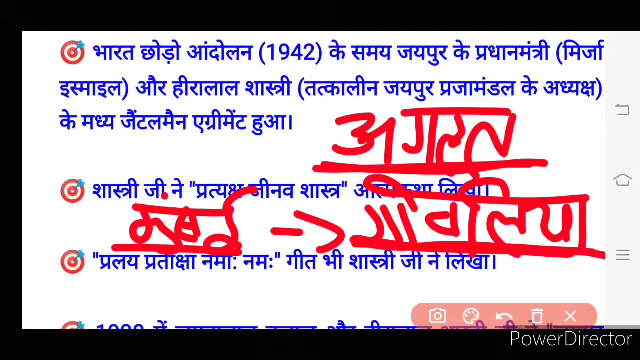 भारत छोड़ो आंदोलन (1942) के समय जयपुर के प्रधानमंत्री (मिर्जा
इस्माइल) और हीरालाल शास्त्री (तत्कालीन जयपुर प्रजामंडल के अध्यक्ष)
के मध्य जैंटलमैन एग्रीमेंट हुआ।
अगस्त
शास्त्री जी ने "प्रत्यक्ष जीनव शास्त्र" आत्मकथा लिखी।
मुंबई → गोवालिया
"प्रलय प्रतीक्षा नमो: नमः" गीत भी शास्त्री जी ने लिखा।
PowerDirector